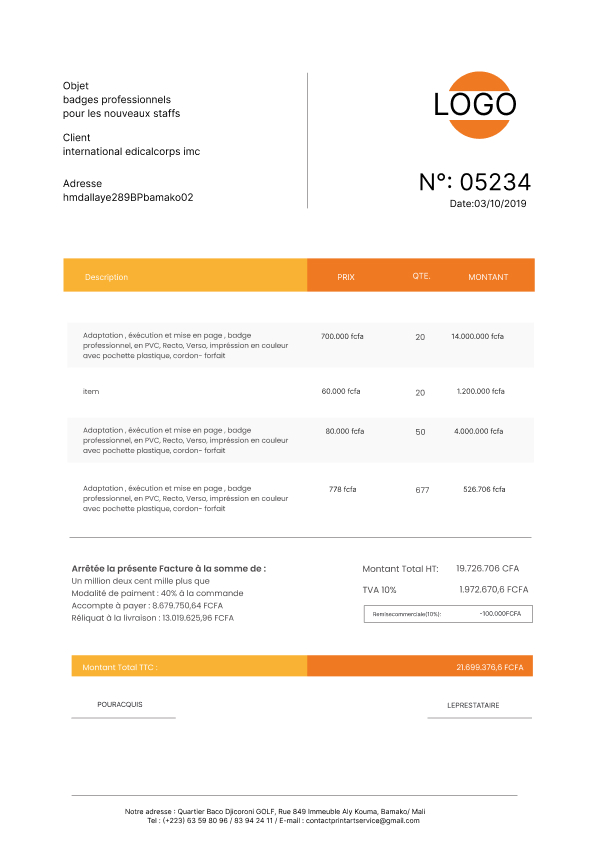 Objet
badges professionnels
pour les nouveaux staffs
Client
international edicalcorps imc
Adresse
hmdallaye289BPbamako02
LOGO
N°: 05234
Date:03/10/2019
Description PRIX QTE. MONTANT
Adaptation , éxécution et mise en page , badge
professionnel, en PVC, Recto, Verso, impréssion en couleur
avec pochette plastique, cordon- forfait
700.000 fcfa 20 14.000.000 fcfa
item 60.000 fcfa 20 1.200.000 fcfa
Adaptation , éxécution et mise en page , badge
professionnel, en PVC, Recto, Verso, impréssion en couleur
avec pochette plastique, cordon- forfait
80.000 fcfa 50 4.000.000 fcfa
Adaptation , éxécution et mise en page , badge
professionnel, en PVC, Recto, Verso, impréssion en couleur
avec pochette plastique, cordon- forfait
778 fcfa 677 526.706 fcfa
Arrêtée la présente Facture à la somme de :
Un million deux cent mille plus que
Modalité de paiment : 40% à la commande
Accompte à payer : 8.679.750,64 FCFA
Réliquat à la livraison : 13.019.625,96 FCFA
Montant Total HT: 19.726.706 CFA
TVA 10% 1.972.670,6 FCFA
Remisecommerciale(10%): -100.000FCFA
Montant Total TTC : 21.699.376,6 FCFA
POURACQUIS LEPRESTATAIRE
Notre adresse : Quartier Baco Djicoroni GOLF, Rue 849 Immeuble Aly Kouma, Bamako/ Mali
Tel : (+223) 63 59 80 96 / 83 94 24 11 / E-mail : contactprintartservice@gmail.com